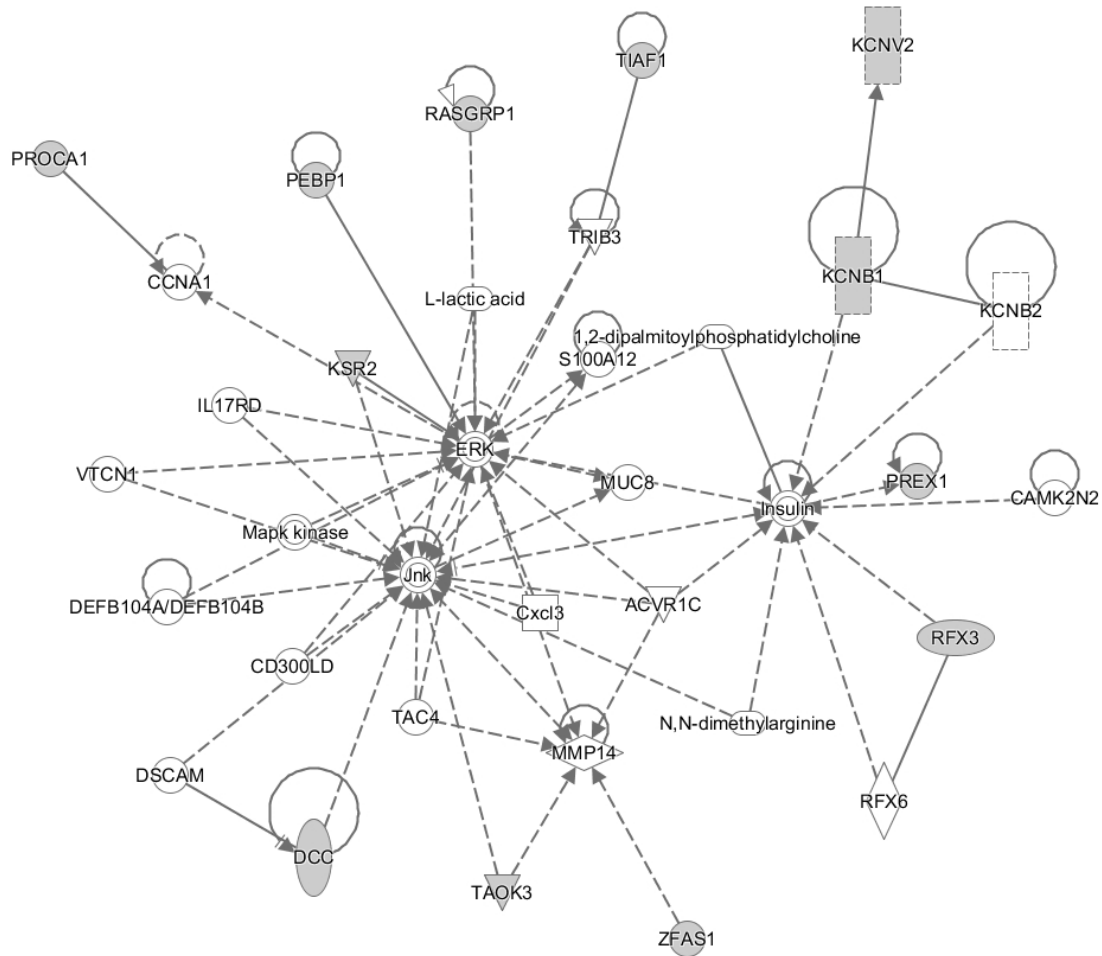 KCNV2
TIAF1
RASGRP1
PROCA1
PEBP1
TRIB3
CCNA1
KCNB1
L-lactic acid
KCNB2
1,2-dipalmitoylphosphatidylcholine
S100A12
KSR2
IL17RD
ERK
VTCN1
MUC8
PREX1
CAMK2N2
Insulin
Mapk kinase
Jnk
DEFB104A/DEFB104B
Cxcl3
ACVR1C
RFX3
CD300LD
TAC4
N,N-dimethylarginine
MMP14
DSCAM
RFX6
DCC
TAOK3
ZFAS1